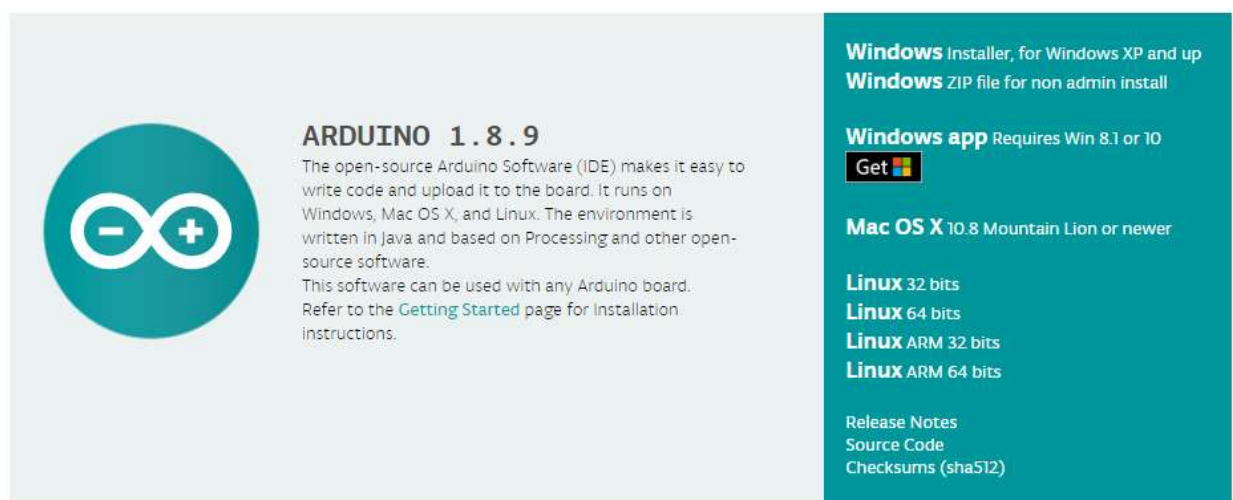 ARDUINO 1.8.9
The open-source Arduino Software (IDE) makes it easy to
write code and upload it to the board. It runs on
Windows, Mac OS X, and Linux. The environment is
written in Java and based on Processing and other open-
source software.
This software can be used with any Arduino board.
Refer to the Getting Started page for Installation
instructions.
Windows Installer, for Windows XP and up
Windows ZIP file for non admin install
Windows app Requires Win 8.1 or 10
Get
Mac OS X 10.8 Mountain Lion or newer
Linux 32 bits
Linux 64 bits
Linux ARM 32 bits
Linux ARM 64 bits
Release Notes
Source Code
Checksums (sha512)